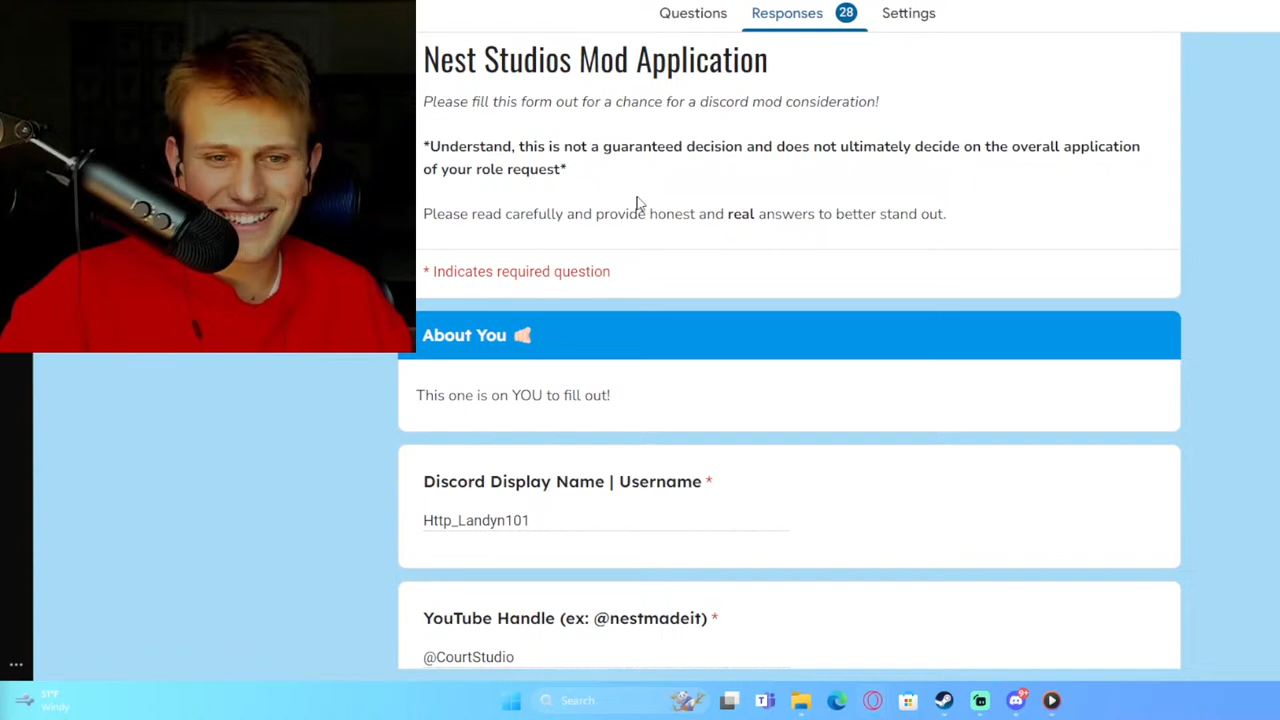 Questions
Responses 28
Settings
Nest Studios Mod Application
Please fill this form out for a chance for a discord mod consideration!
*Understand, this is not a guaranteed decision and does not ultimately decide on the overall application
of your role request*
Please read carefully and provide honest and real answers to better stand out.
* Indicates required question
About You
This one is on YOU to fill out!
Discord Display Name | Username *
Http_Landyn101
YouTube Handle (ex: @nestmadeit) *
@CourtStudio
51°F
Windy
Search
9+